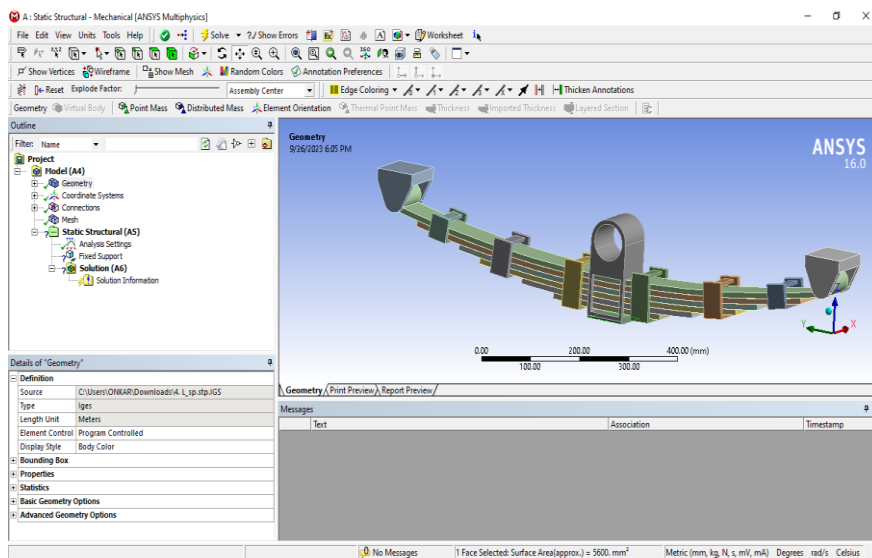 A : Static Structural - Mechanical [ANSYS Multiphysics]
File Edit View Units Tools Help Solve ?/Show Errors Worksheet
Show Vertices Wireframe Show Mesh Random Colors Annotation Preferences
Reset Explode Factor: Assembly Center Edge Coloring Thicken Annotations
Geometry Virtual Body Point Mass Distributed Mass Element Orientation Thermal Point Mass Thickness Imported Thickness Layered Section
Outline
Filter: Name
Project
Model (A4)
Geometry
Coordinate Systems
Connections
Mesh
Static Structural (A5)
Analysis Settings
Fixed Support
Solution (A6)
Solution Information
Details of "Geometry"
Definition
Source C:\Users\ONKAR\Downloads\4. L_sp.stp.IGS
Type Iges
Length Unit Meters
Element Control Program Controlled
Display Style Body Color
Bounding Box
Properties
Statistics
Basic Geometry Options
Advanced Geometry Options
Geometry
9/26/2023 6:05 PM
ANSYS
16.0
Z
Y X
0.00 200.00 400.00 (mm)
100.00 300.00
Geometry Print Preview Report Preview
Messages
Text Association Timestamp
0 No Messages 1 Face Selected: Surface Area(approx.) = 5600. mm² Metric (mm, kg, N, s, mV, mA) Degrees rad/s Celsius